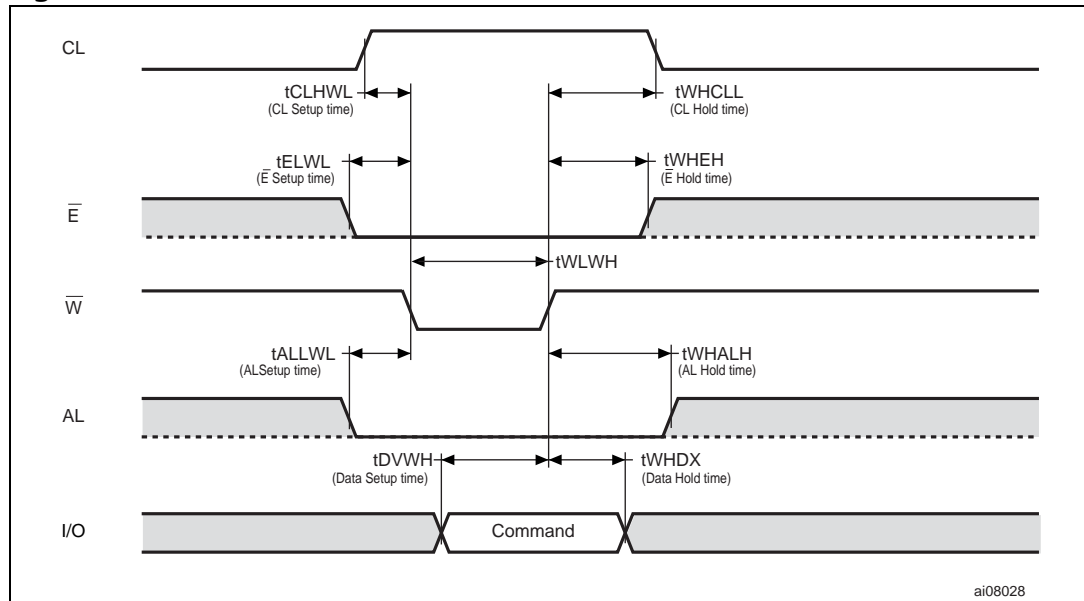 CL
tCLHWL
(CL Setup time)
tWHCLL
(CL Hold time)
tELWL
(E̅ Setup time)
tWHEH
(E̅ Hold time)
E̅
tWLWH
W̅
tALLWL
(ALSetup time)
tWHALH
(AL Hold time)
AL
tDVWH
(Data Setup time)
tWHDX
(Data Hold time)
I/O
Command
ai08028